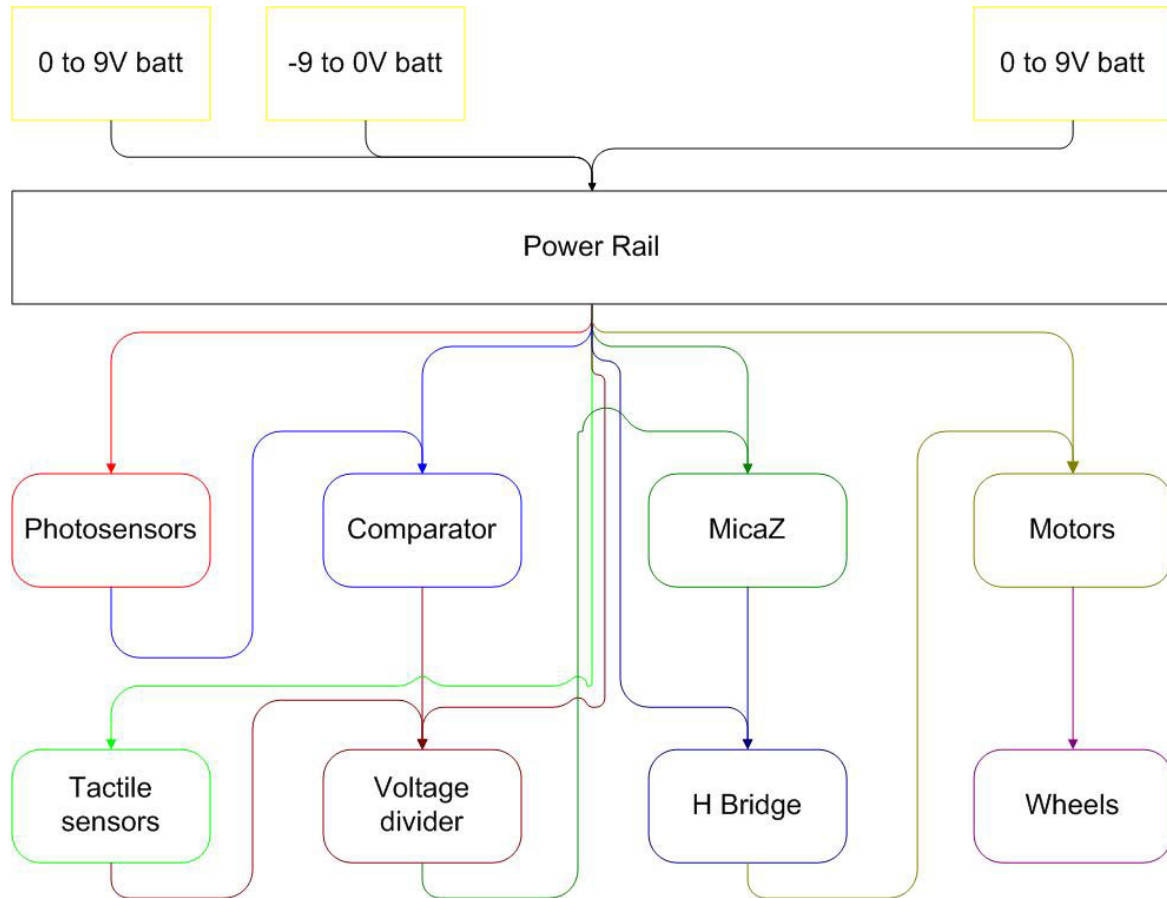 0 to 9V batt
-9 to 0V batt
0 to 9V batt
Power Rail
Photosensors
Comparator
MicaZ
Motors
Tactile
sensors
Voltage
divider
H Bridge
Wheels